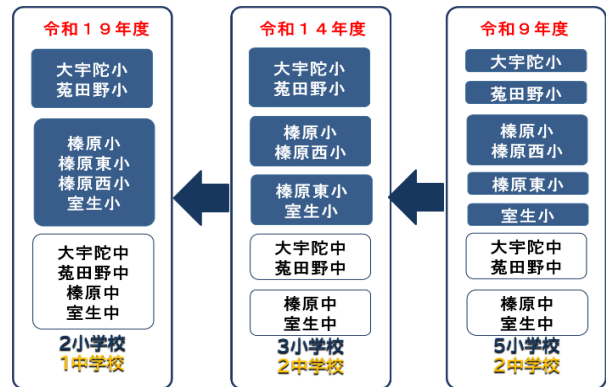 令和１９年度
大宇陀小
菟田野小
榛原小
榛原東小
榛原西小
室生小
大宇陀中
菟田野中
榛原中
室生中
2小学校
1中学校
令和１４年度
大宇陀小
菟田野小
榛原小
榛原西小
榛原東小
室生小
大宇陀中
菟田野中
榛原中
室生中
3小学校
2中学校
令和９年度
大宇陀小
菟田野小
榛原小
榛原西小
榛原東小
室生小
大宇陀中
菟田野中
榛原中
室生中
5小学校
2中学校